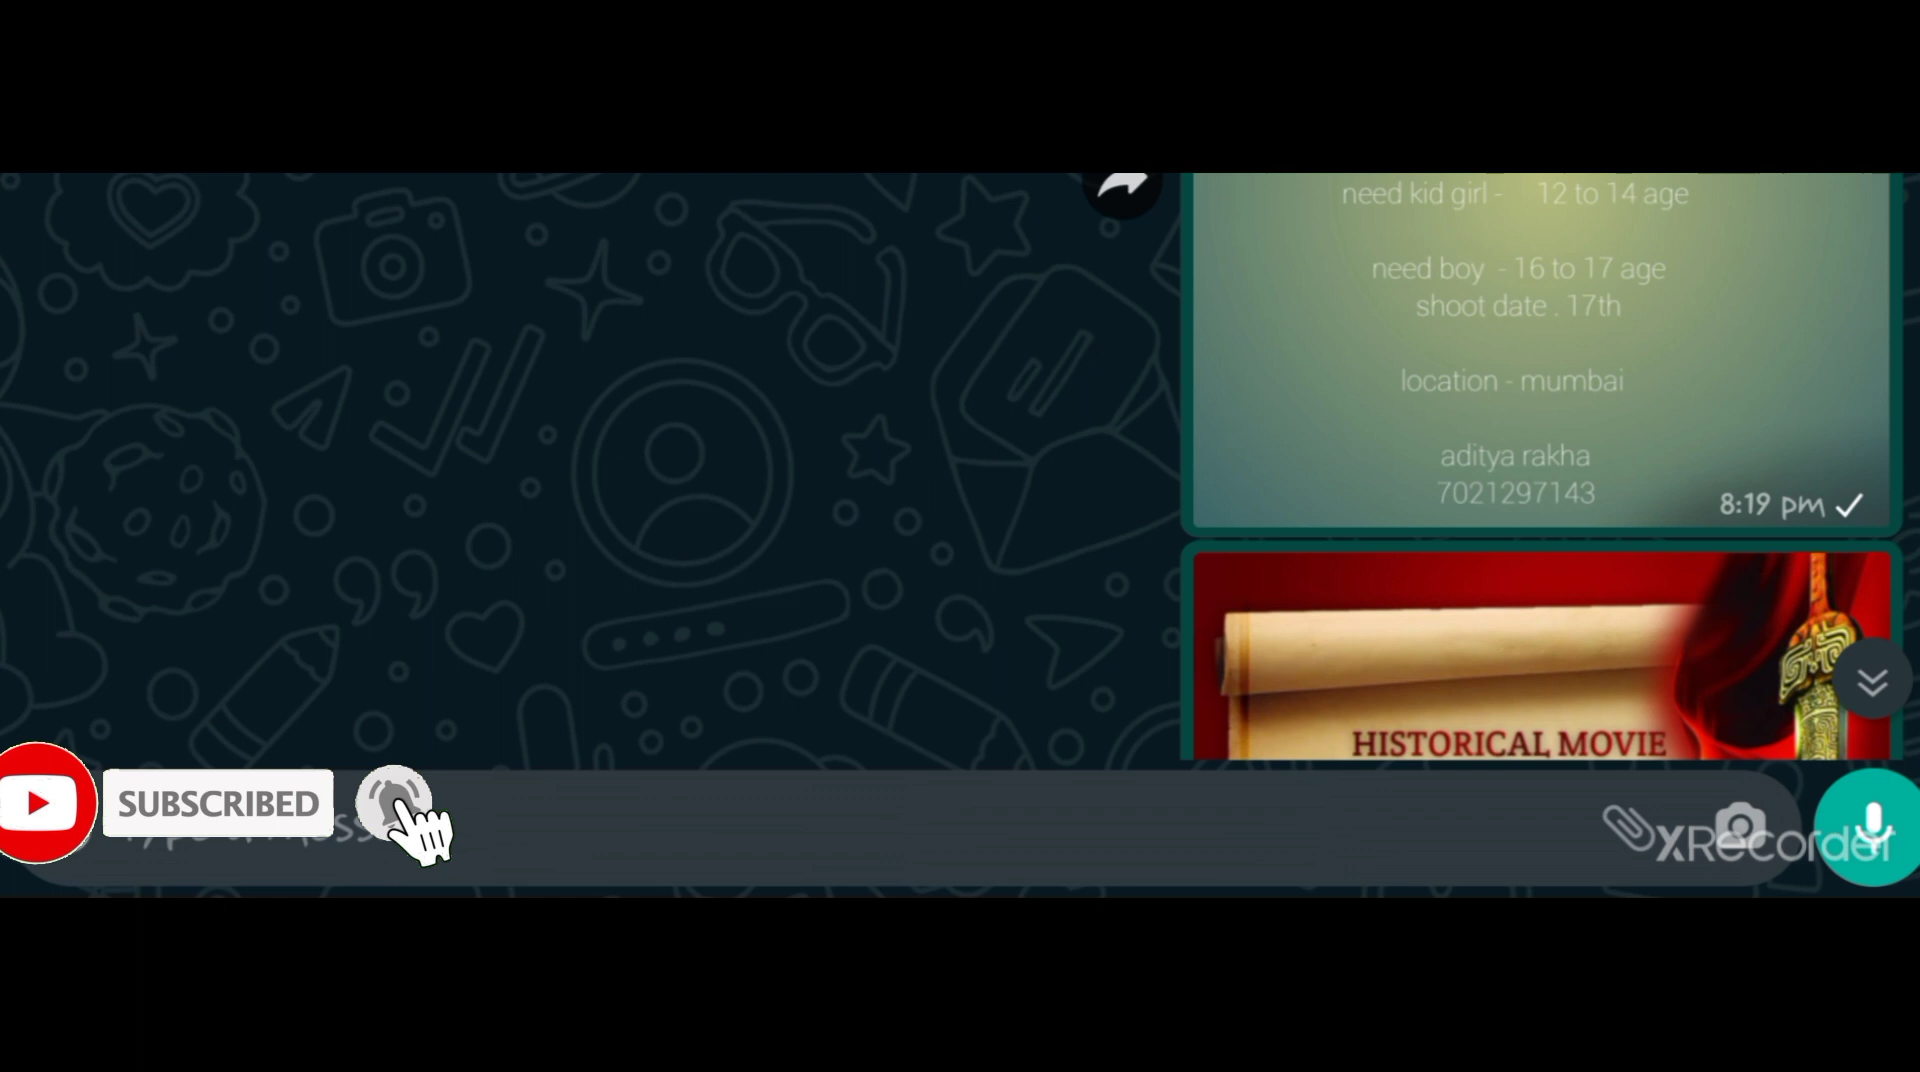 need kid girl - 12 to 14 age
need boy - 16 to 17 age
shoot date . 17th
location - mumbai
aditya rakha
7021297143
8:19 pm
HISTORICAL MOVIE
SUBSCRIBED
XRecorder